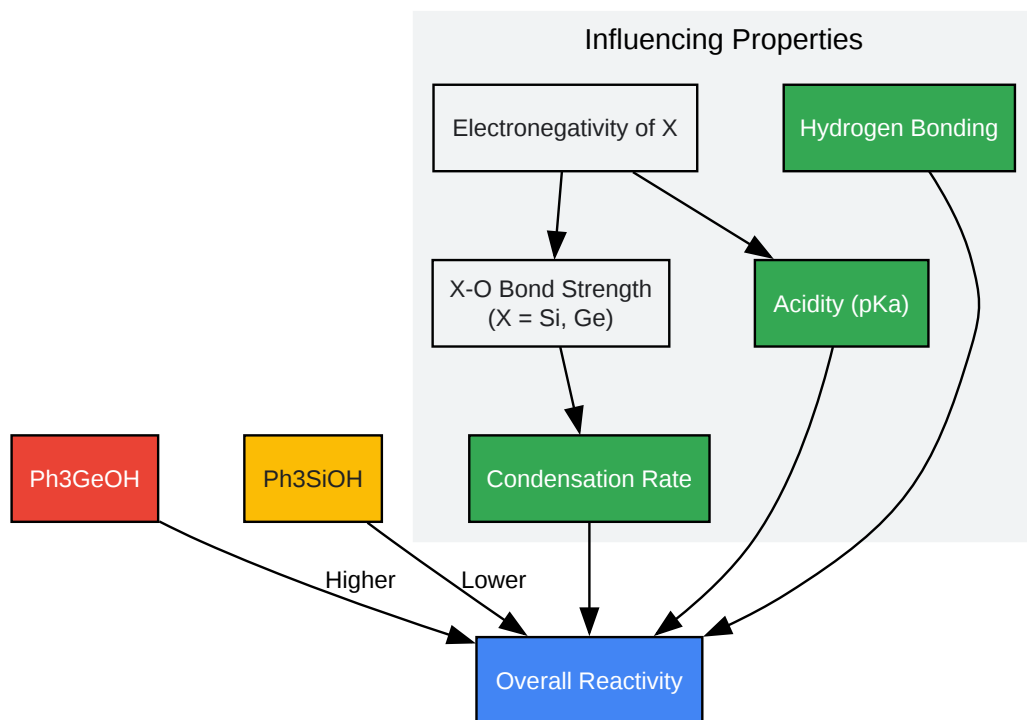 Influencing Properties
Electronegativity of X
Hydrogen Bonding
X-O Bond Strength
(X = Si, Ge)
Acidity (pKa)
Ph3GeOH
Ph3SiOH
Condensation Rate
Higher
Lower
Overall Reactivity